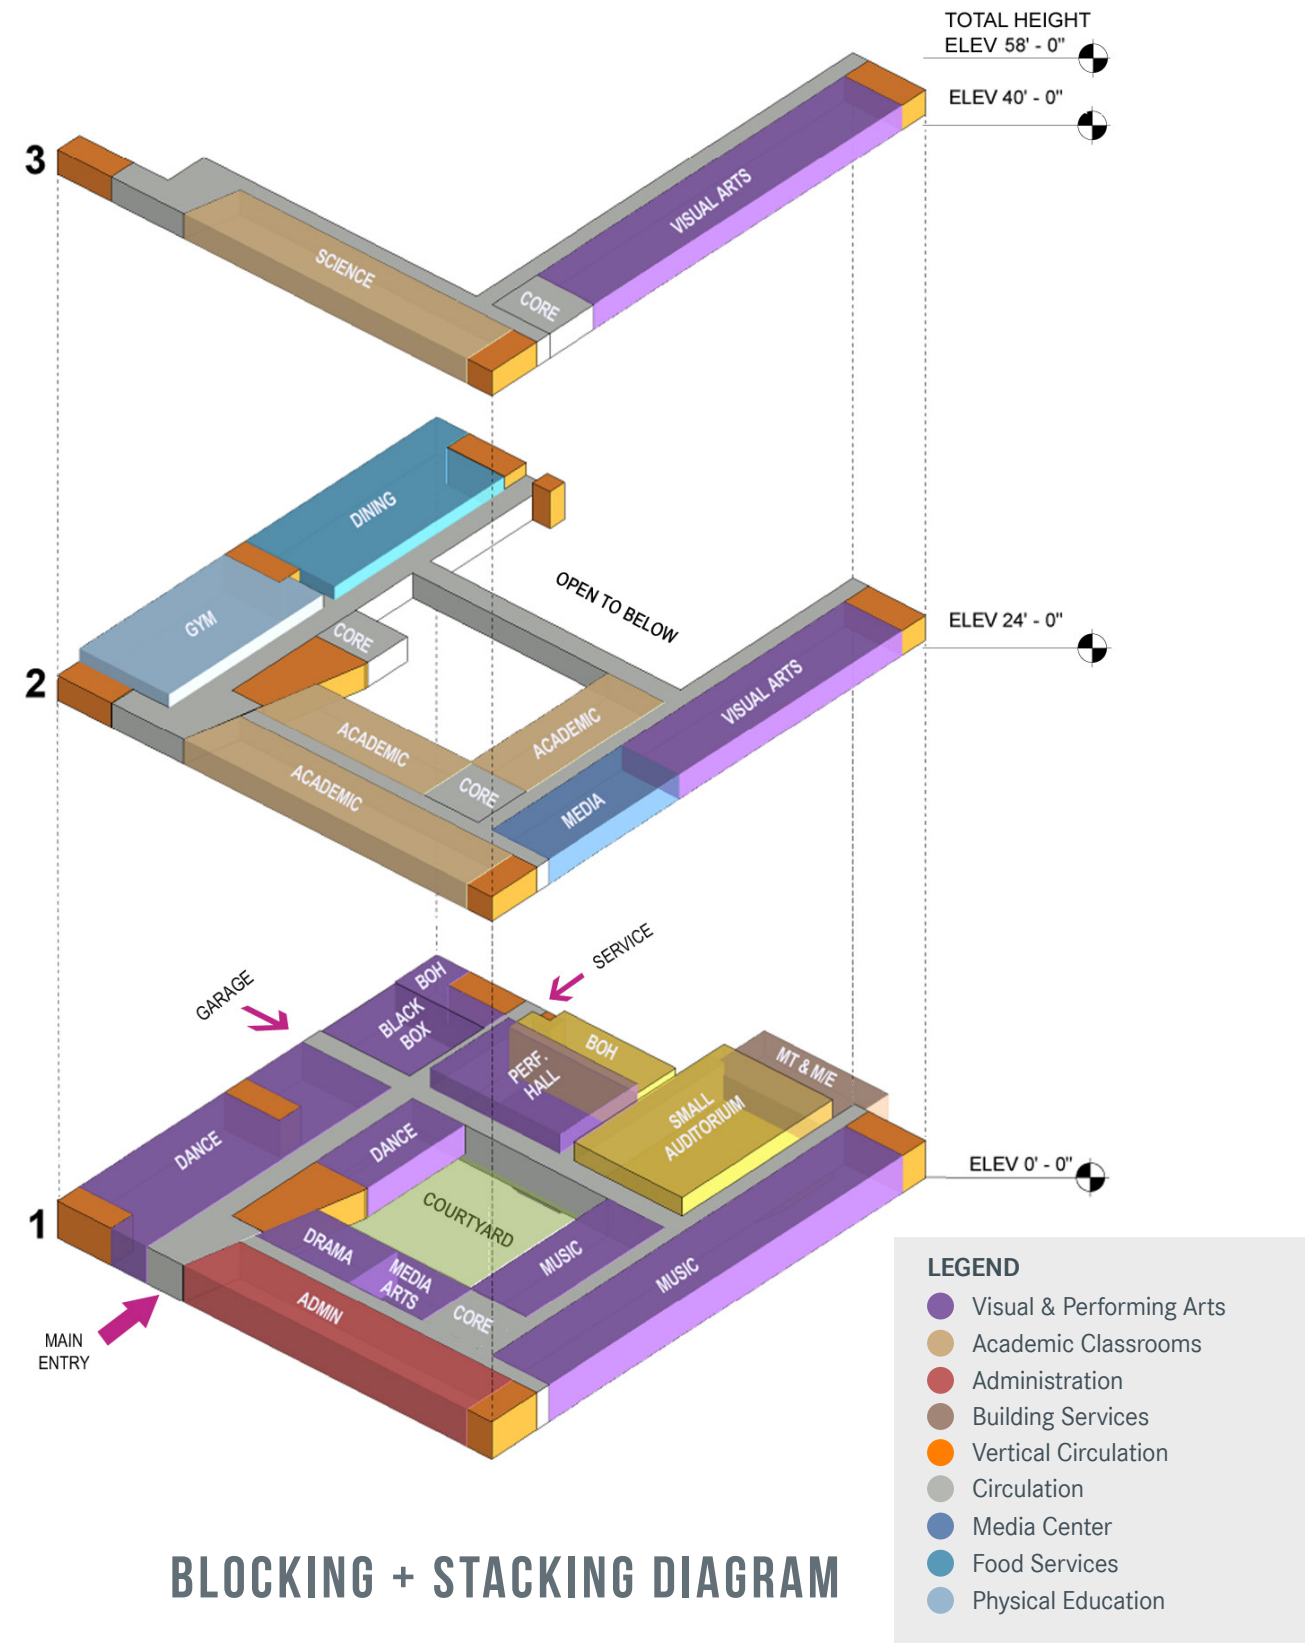 TOTAL HEIGHT
ELEV 58' - 0"
ELEV 40' - 0"
3
VISUAL ARTS
SCIENCE
CORE
DINING
OPEN TO BELOW
GYM
CORE
ELEV 24' - 0"
2
VISUAL ARTS
ACADEMIC
ACADEMIC
ACADEMIC
CORE
MEDIA
SERVICE
GARAGE
BOH
BLACK
BOX
BOH
PERF.
HALL
MT & M/E
SMALL
AUDITORIUIM
DANCE
DANCE
ELEV 0' - 0"
1
COURTYARD
DRAMA
MUSIC
MEDIA
ARTS
MUSIC
ADMIN
CORE
MAIN
ENTRY
LEGEND
Visual & Performing Arts
Academic Classrooms
Administration
Building Services
Vertical Circulation
Circulation
Media Center
Food Services
Physical Education
BLOCKING + STACKING DIAGRAM